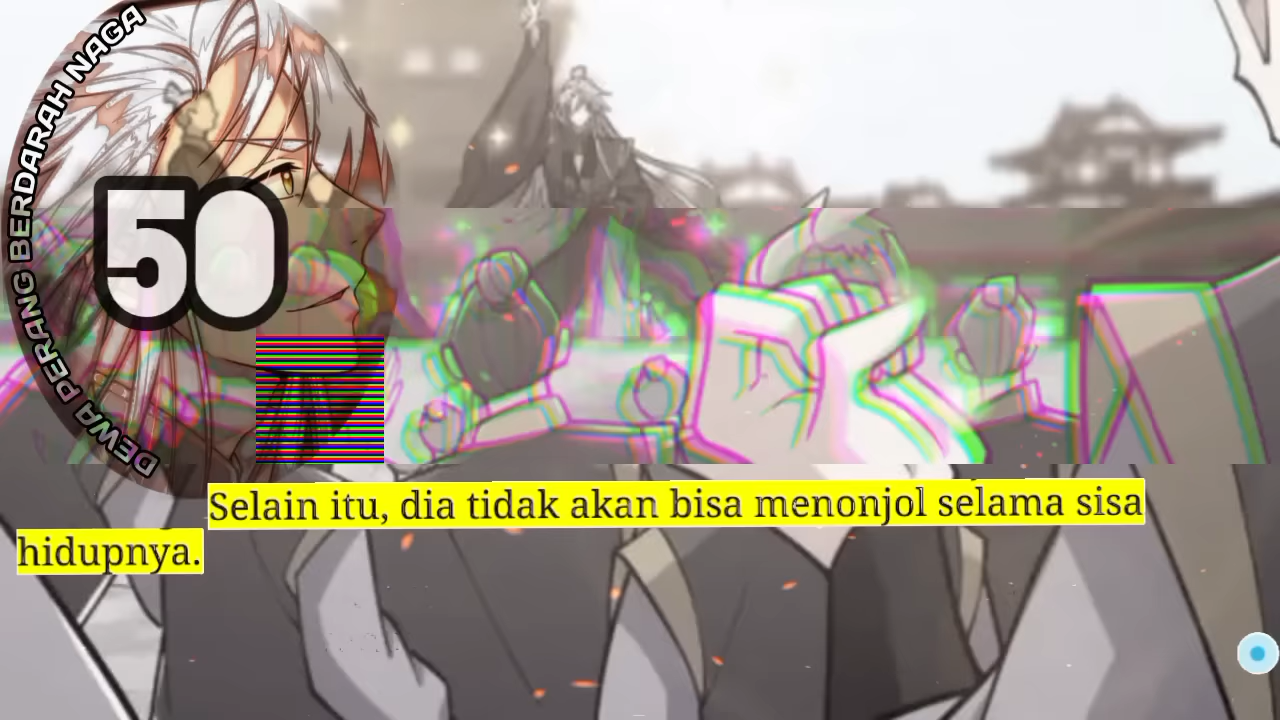 DEWA PERANG BERDARAH NAGA
50
Selain itu, dia tidak akan bisa menonjol selama sisa
hidupnya.